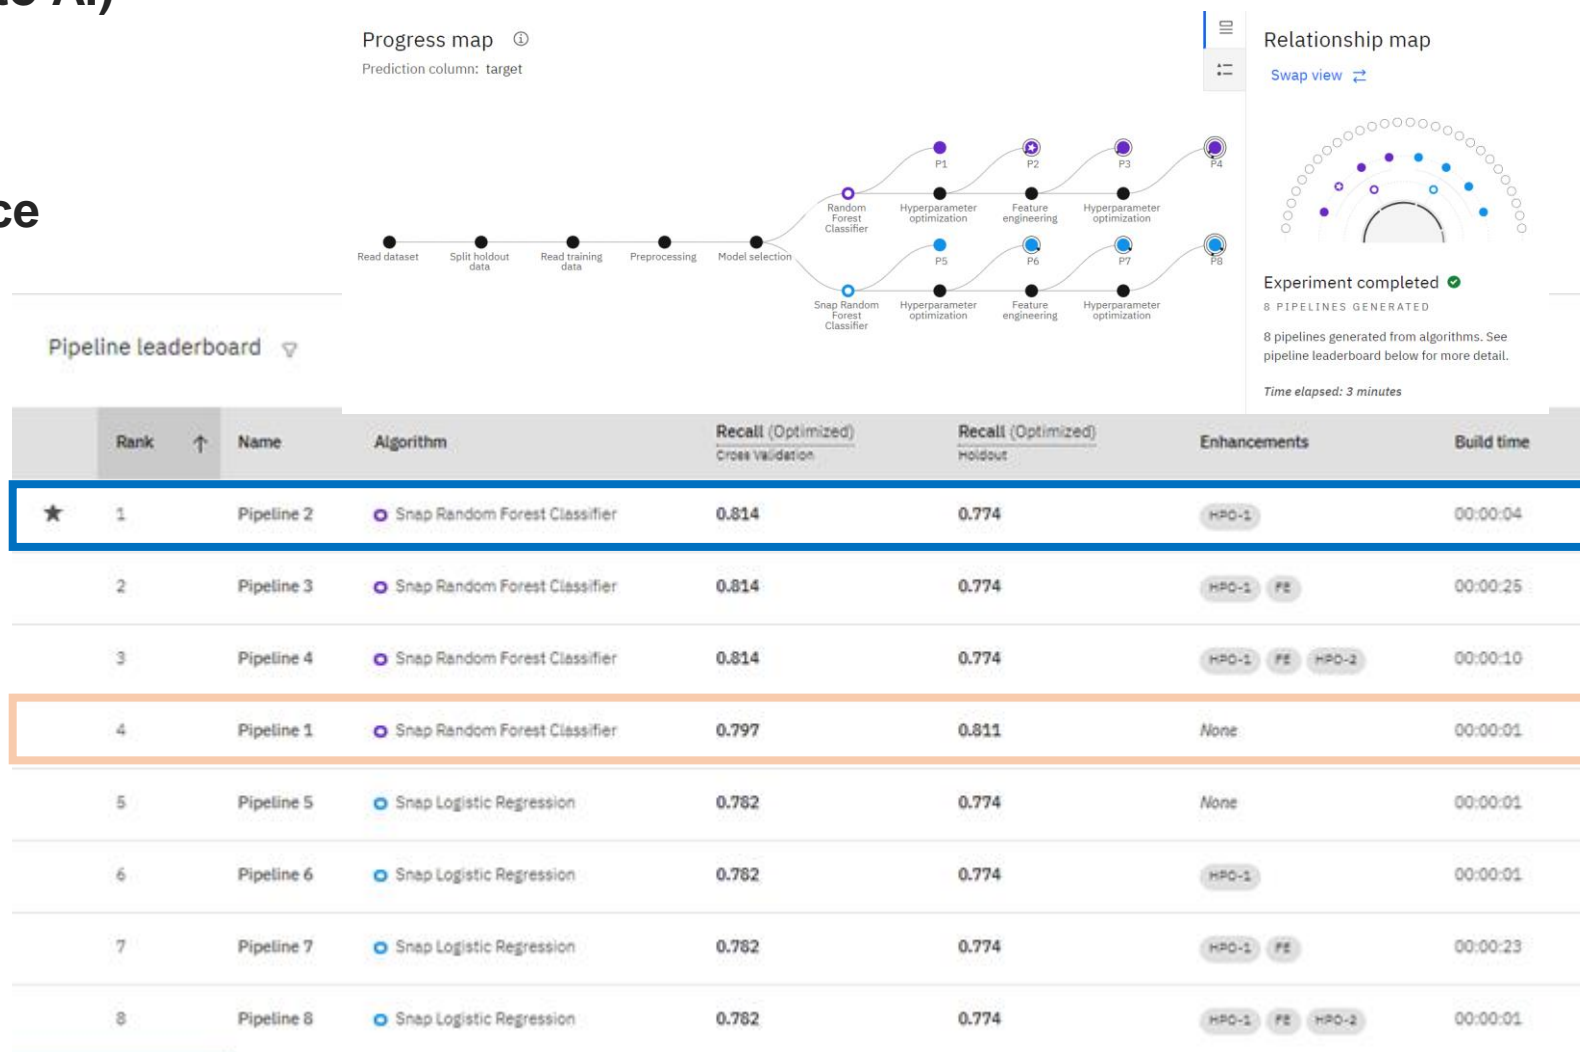 ce
Progress map
Prediction column: target
Read dataset
Split holdout
data
Read training
data
Preprocessing
Model selection
Random
Forest
Classifier
P1
Hyperparameter
optimization
P2
Feature
engineering
P3
Hyperparameter
optimization
P4
Snap Random
Forest
Classifier
P5
Hyperparameter
optimization
P6
Feature
engineering
P7
Hyperparameter
optimization
P8
Relationship map
Swap view
Experiment completed
8 PIPELINES GENERATED
8 pipelines generated from algorithms. See
pipeline leaderboard below for more detail.
Time elapsed: 3 minutes
Pipeline leaderboard
Rank Name Algorithm Recall (Optimized) Cross Validation Recall (Optimized) Holdout Enhancements Build time
1 Pipeline 2 Snap Random Forest Classifier 0.814 0.774 HPO-1 00:00:04
2 Pipeline 3 Snap Random Forest Classifier 0.814 0.774 HPO-1 FE 00:00:25
3 Pipeline 4 Snap Random Forest Classifier 0.814 0.774 HPO-1 FE HPO-2 00:00:10
4 Pipeline 1 Snap Random Forest Classifier 0.797 0.811 None 00:00:01
5 Pipeline 5 Snap Logistic Regression 0.782 0.774 None 00:00:01
6 Pipeline 6 Snap Logistic Regression 0.782 0.774 HPO-1 00:00:01
7 Pipeline 7 Snap Logistic Regression 0.782 0.774 HPO-1 FE 00:00:23
8 Pipeline 8 Snap Logistic Regression 0.782 0.774 HPO-1 FE HPO-2 00:00:01